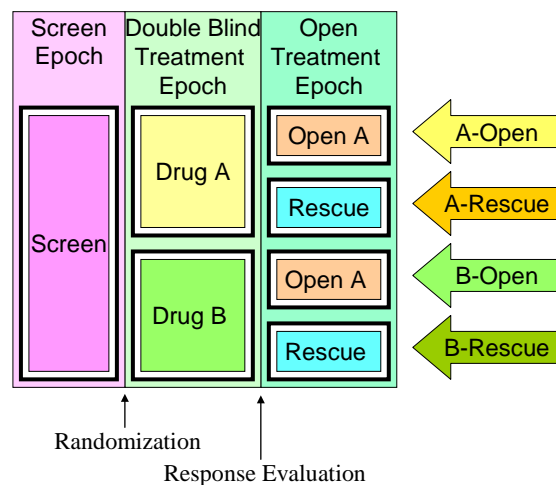 Screen
Epoch
Double Blind
Treatment
Epoch
Open
Treatment
Epoch
Screen
Drug A
Drug B
Open A
Rescue
Open A
Rescue
A-Open
A-Rescue
B-Open
B-Rescue
Randomization
Response Evaluation